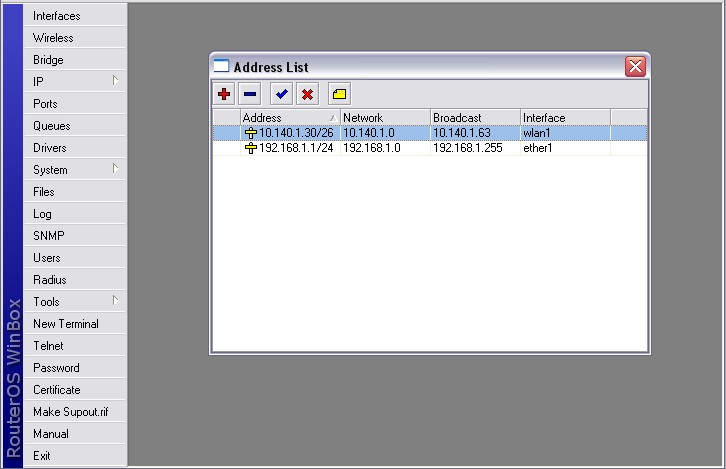 Interfaces
Wireless
Bridge
IP
Ports
Queues
Drivers
System
Files
Log
SNMP
Users
Radius
Tools
New Terminal
Telnet
Password
Certificate
Make Supout.rif
Manual
Exit
RouterOS WinBox
Address List
Address Network Broadcast Interface
10.140.1.30/26 10.140.1.0 10.140.1.63 wlan1
192.168.1.1/24 192.168.1.0 192.168.1.255 ether1